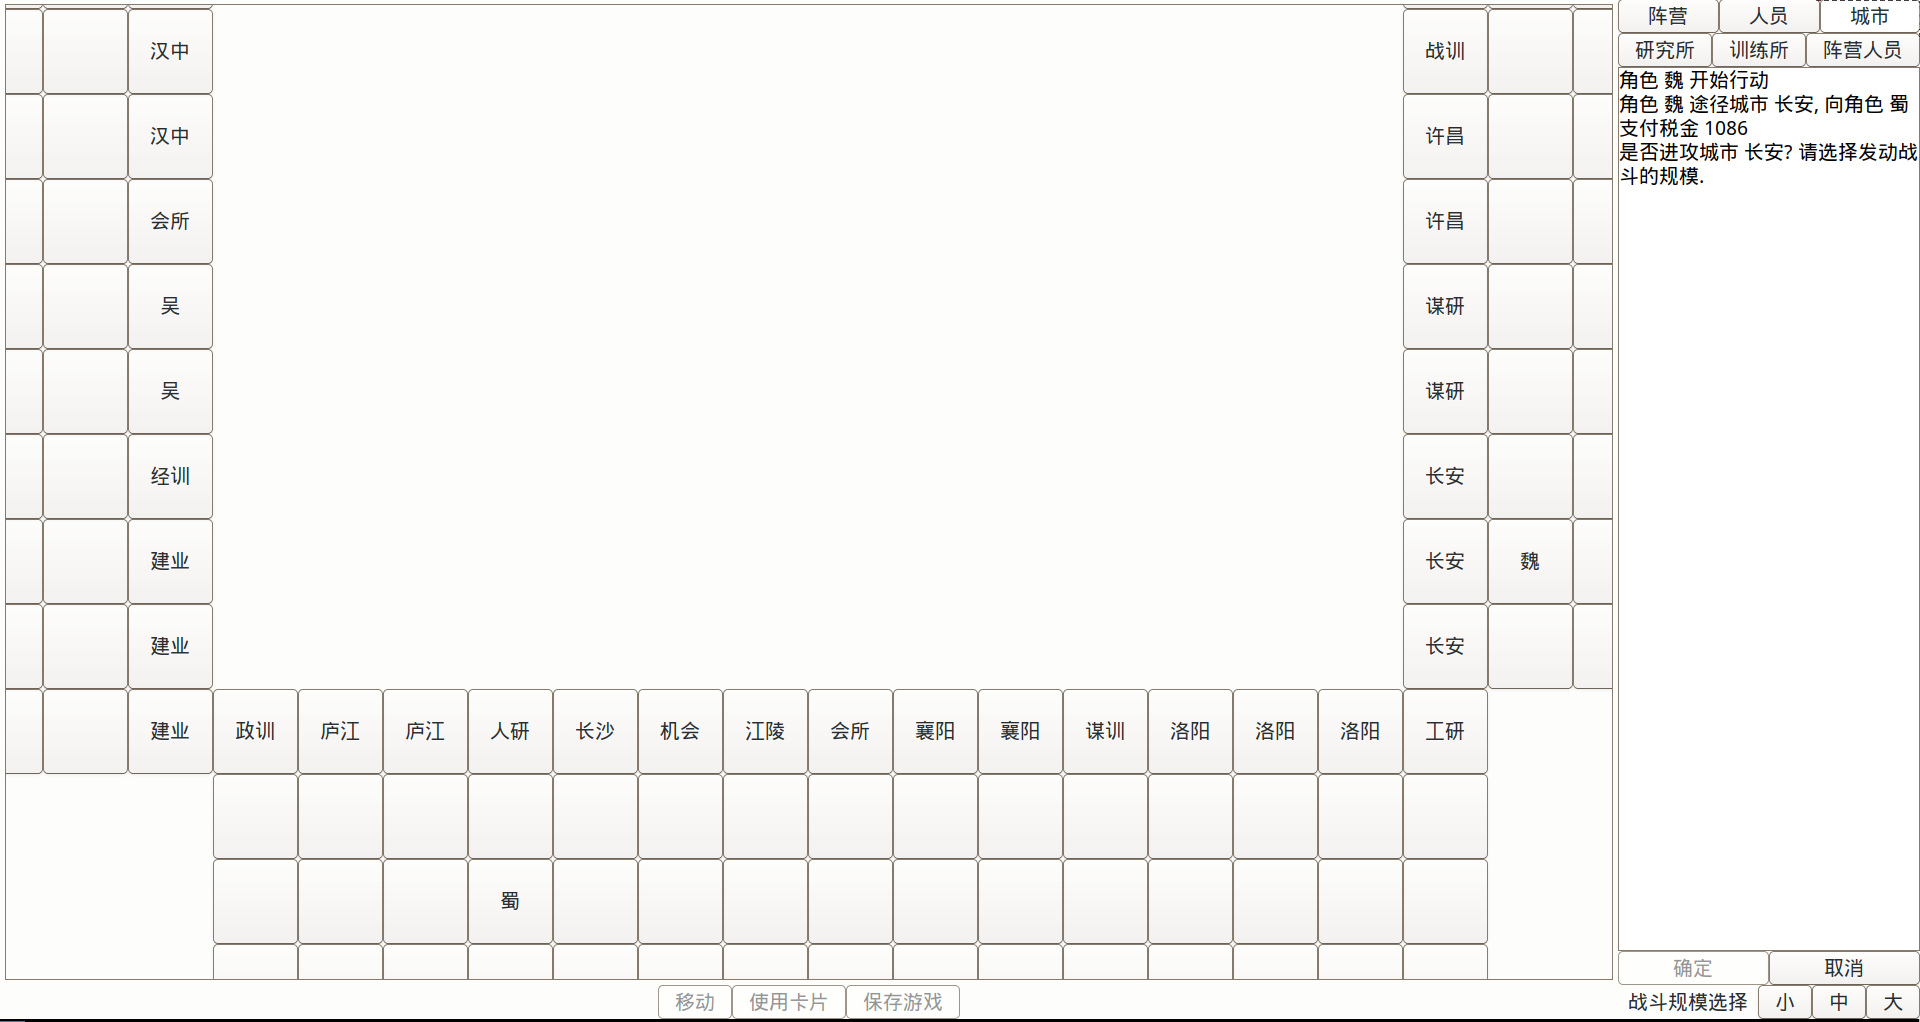 汉中
汉中
会所
吴
吴
经训
建业
建业
建业 政训 庐江 庐江 人研 长沙 机会 江陵 会所 襄阳 襄阳 谋训 洛阳 洛阳 洛阳 工研
蜀
战训
许昌
许昌
谋研
谋研
长安
长安 魏
长安
移动 使用卡片 保存游戏
阵营 人员 城市
研究所 训练所 阵营人员
角色 魏 开始行动
角色 魏 途径城市 长安, 向角色 蜀
支付税金 1086
是否进攻城市 长安? 请选择发动战
斗的规模.
确定 取消
战斗规模选择 小 中 大